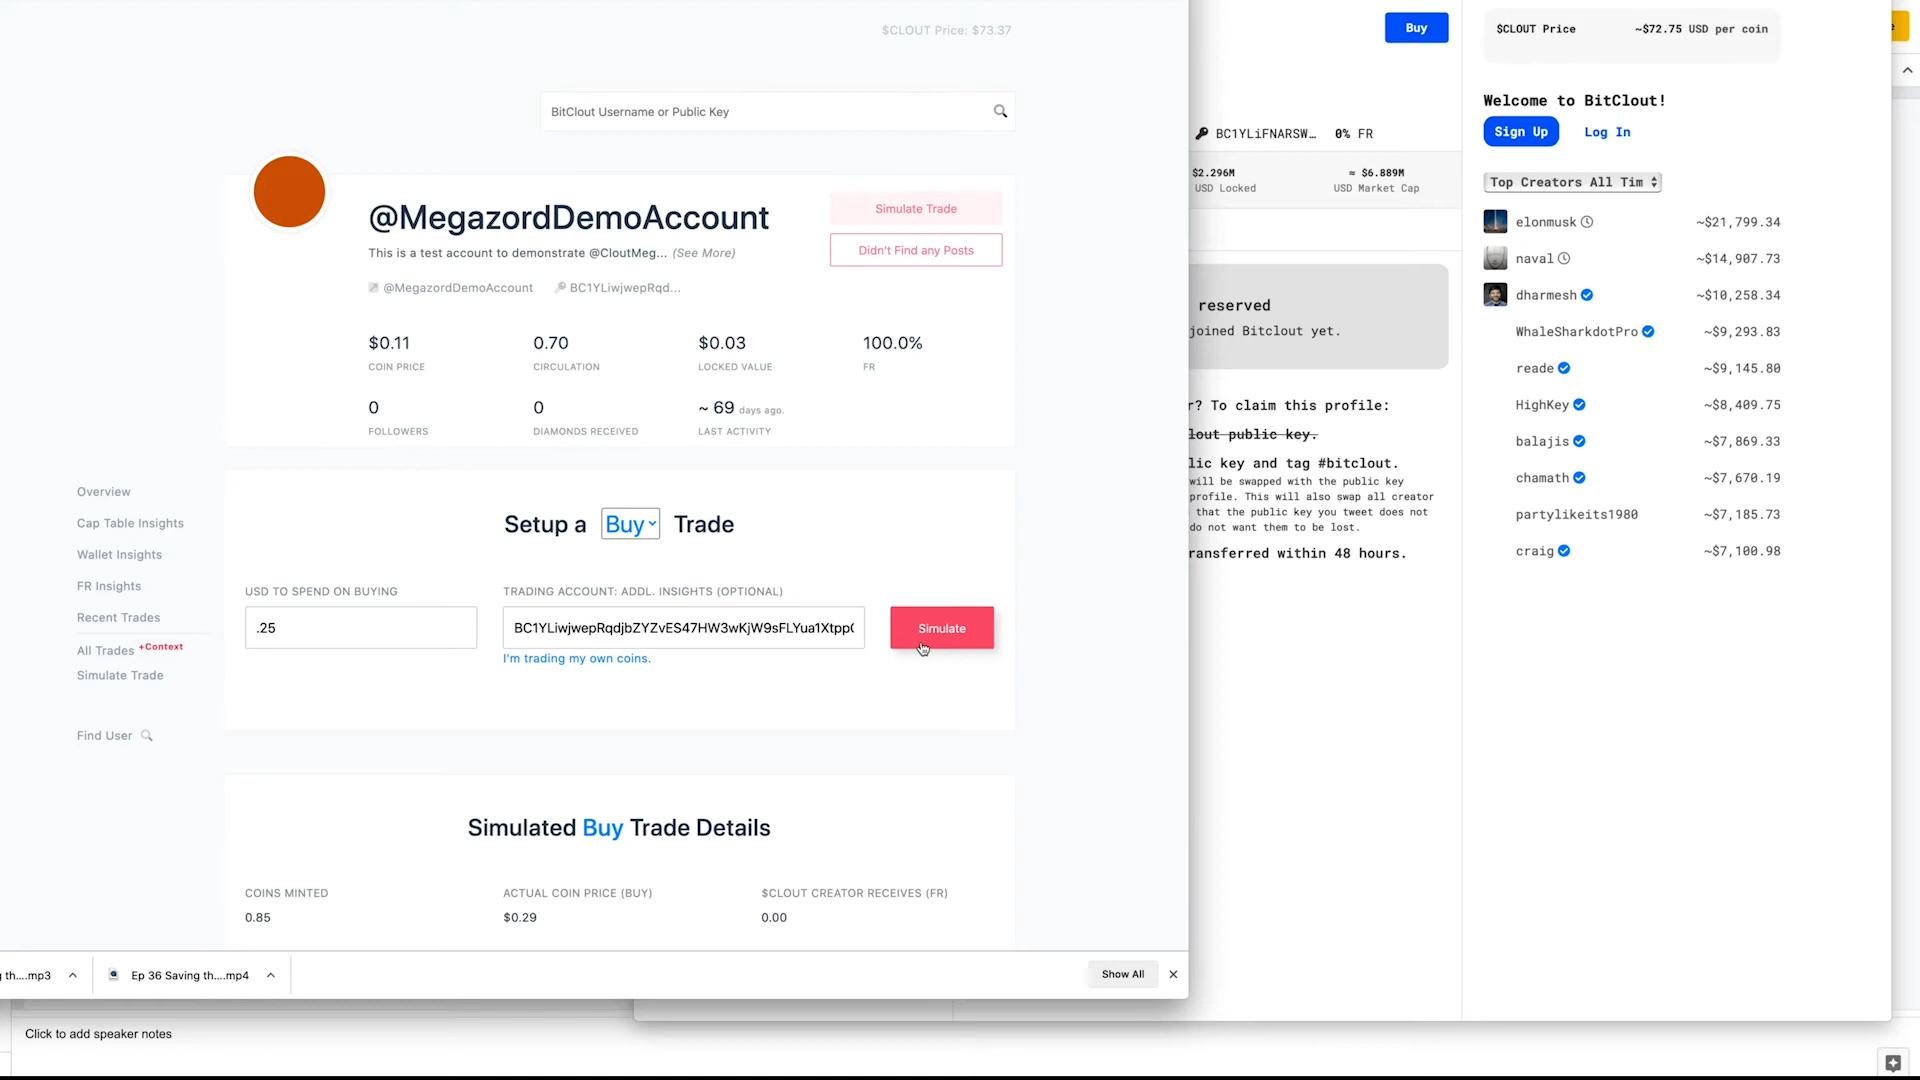 $CLOUT Price: $73.37
BitClout Username or Public Key
@MegazordDemoAccount
This is a test account to demonstrate @CloutMeg... (See More)
@MegazordDemoAccount BC1YLiwjwepRqd...
Simulate Trade
Didn't Find any Posts
$0.11 0.70 $0.03 100.0%
COIN PRICE CIRCULATION LOCKED VALUE FR
0 0 ~ 69 days ago.
FOLLOWERS DIAMONDS RECEIVED LAST ACTIVITY
Overview
Cap Table Insights
Wallet Insights
FR Insights
Recent Trades
All Trades +Context
Simulate Trade
Find User
Setup a Buy Trade
USD TO SPEND ON BUYING TRADING ACCOUNT: ADDL. INSIGHTS (OPTIONAL)
.25 BC1YLiwjwepRqdjbZYZvES47HW3wKjW9sFLYua1Xtpp Simulate
I'm trading my own coins.
Simulated Buy Trade Details
COINS MINTED ACTUAL COIN PRICE (BUY) $CLOUT CREATOR RECEIVES (FR)
0.85 $0.29 0.00
th....mp3 Ep 36 Saving th....mp4 Show All
Click to add speaker notes
Buy
BC1YLiFNARSW… 0% FR
$2.296M ≈ $6.889M
USD Locked USD Market Cap
reserved
joined Bitclout yet.
r? To claim this profile:
lout public key.
lic key and tag #bitclout.
will be swapped with the public key
profile. This will also swap all creator
that the public key you tweet does not
do not want them to be lost.
ransferred within 48 hours.
$CLOUT Price ~$72.75 USD per coin
Welcome to BitClout!
Sign Up Log In
Top Creators All Tim
elonmusk ~$21,799.34
naval ~$14,907.73
dharmesh ~$10,258.34
WhaleSharkdotPro ~$9,293.83
reade ~$9,145.80
HighKey ~$8,409.75
balajis ~$7,869.33
chamath ~$7,670.19
partylikeits1980 ~$7,185.73
craig ~$7,100.98